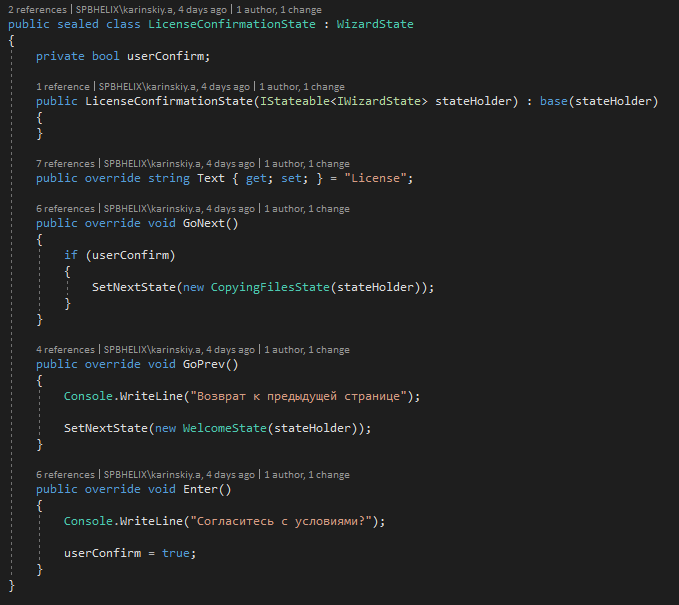 2 references | SPBHELIX\karinskiy.a, 4 days ago | 1 author, 1 change
public sealed class LicenseConfirmationState : WizardState
{
    private bool userConfirm;
    1 reference | SPBHELIX\karinskiy.a, 4 days ago | 1 author, 1 change
    public LicenseConfirmationState(IStateable<IWizardState> stateHolder) : base(stateHolder)
    {
    }
    7 references | SPBHELIX\karinskiy.a, 4 days ago | 1 author, 1 change
    public override string Text { get; set; } = "License";
    6 references | SPBHELIX\karinskiy.a, 4 days ago | 1 author, 1 change
    public override void GoNext()
    {
        if (userConfirm)
        {
            SetNextState(new CopyingFilesState(stateHolder));
        }
    }
    4 references | SPBHELIX\karinskiy.a, 4 days ago | 1 author, 1 change
    public override void GoPrev()
    {
        Console.WriteLine("Возврат к предыдущей странице");
        SetNextState(new WelcomeState(stateHolder));
    }
    6 references | SPBHELIX\karinskiy.a, 4 days ago | 1 author, 1 change
    public override void Enter()
    {
        Console.WriteLine("Согласитесь с условиями?");
        userConfirm = true;
    }
}